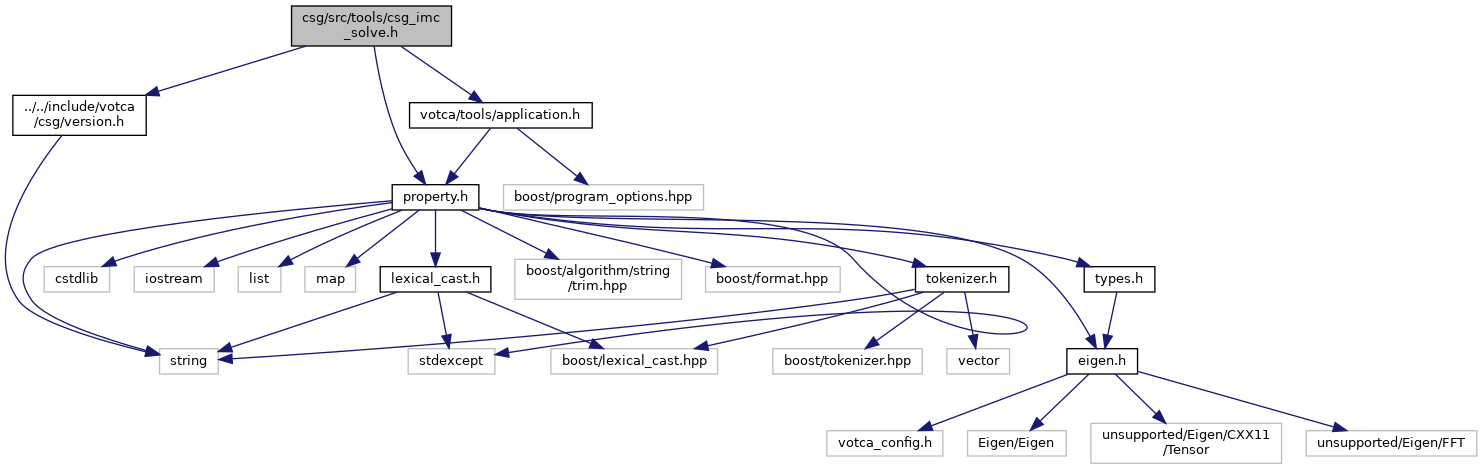 csg/src/tools/csg_imc
_solve.h
../../include/votca
/csg/version.h
votca/tools/application.h
property.h
boost/program_options.hpp
cstdlib
iostream
list
map
lexical_cast.h
boost/algorithm/string
/trim.hpp
boost/format.hpp
tokenizer.h
types.h
string
stdexcept
boost/lexical_cast.hpp
boost/tokenizer.hpp
vector
eigen.h
votca_config.h
Eigen/Eigen
unsupported/Eigen/CXX11
/Tensor
unsupported/Eigen/FFT